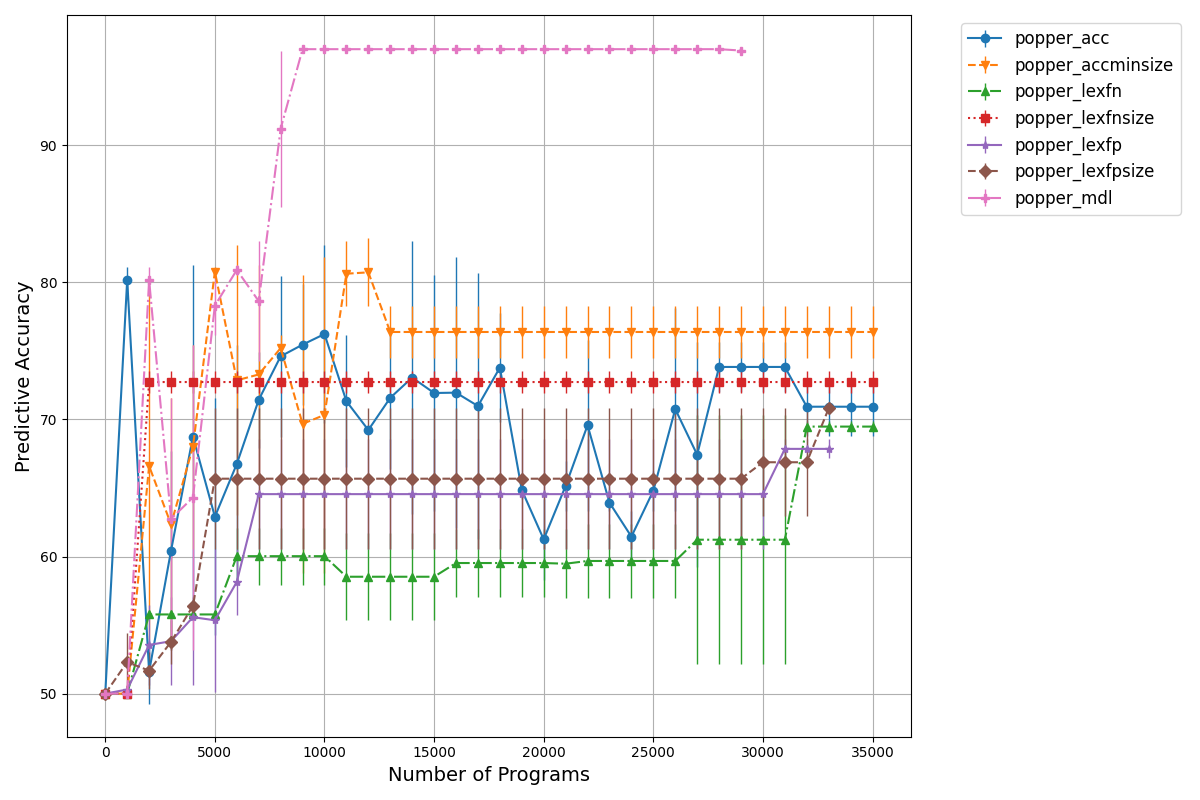 popper_acc
popper_accminsize
popper_lexfn
popper_lexfnsize
popper_lexfp
popper_lexfpsize
popper_mdl
Predictive Accuracy
90
80
70
60
50
0 5000 10000 15000 20000 25000 30000 35000
Number of Programs